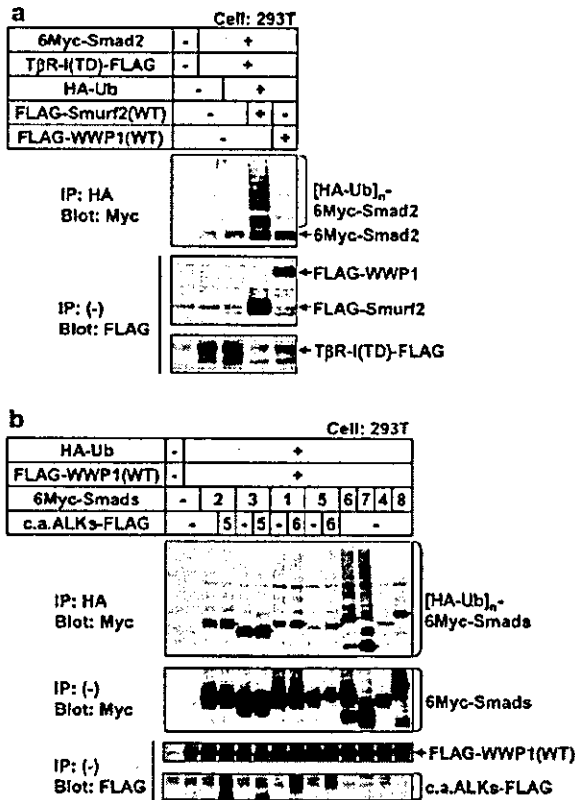 a
Cell: 293T
6Myc-Smad2 - +
TβR-I(TD)-FLAG - +
HA-Ub - +
FLAG-Smurf2(WT) - + -
FLAG-WWP1(WT) - +
IP: HA
Blot: Myc
[HA-Ub]n-
6Myc-Smad2
6Myc-Smad2
IP: (-)
Blot: FLAG
FLAG-WWP1
FLAG-Smurf2
TβR-I(TD)-FLAG
b
Cell: 293T
HA-Ub - +
FLAG-WWP1(WT) - +
6Myc-Smads - 2 3 1 5 6 7 4 8
c.a.ALKs-FLAG - 5 - 5 - 6 - 6 -
IP: HA
Blot: Myc
[HA-Ub]n-
6Myc-Smads
IP: (-)
Blot: Myc
6Myc-Smads
IP: (-)
Blot: FLAG
FLAG-WWP1(WT)
c.a.ALKs-FLAG